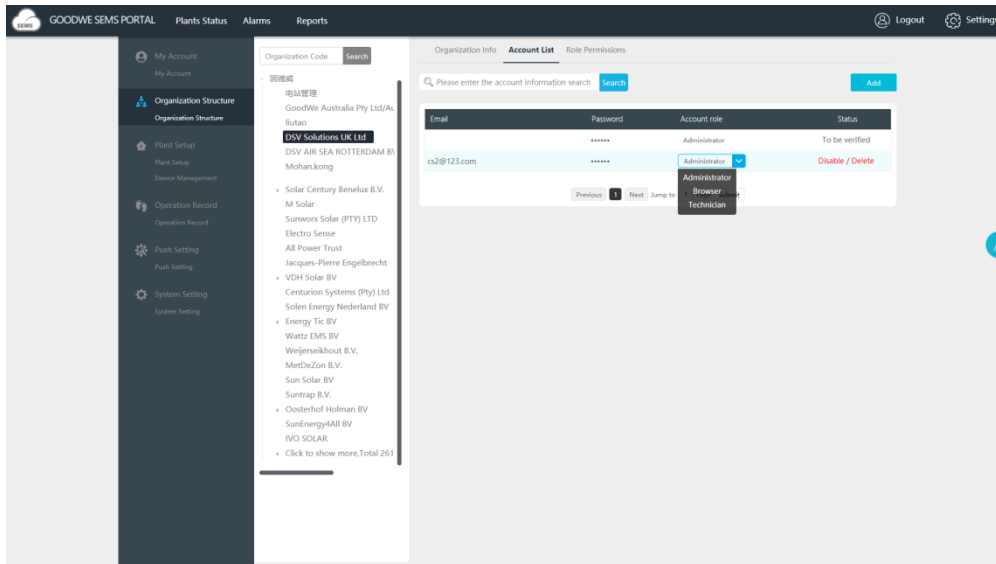 SEMS
GOODWE SEMS PORTAL Plants Status Alarms Reports Logout Settings
My Account
My Account
Organization Structure
Organization Structure
Plant Setup
Plant Setup
Device Management
Operation Record
Operation Record
Push Setting
Push Setting
System Setting
System Setting
Organization Code Search
固德威
电站管理
GoodWe Australia Pty Ltd/Au
liutao
DSV Solutions UK Ltd
DSV AIR SEA ROTTERDAM BV
Mohan.kong
+ Solar Century Benelux B.V.
M Solar
Sunworx Solar (PTY) LTD
Electro Sense
All Power Trust
Jacques-Pierre Engelbrecht
+ VDH Solar BV
Centurion Systems (Pty) Ltd
Solen Energy Nederland BV
+ Energy Tic BV
Wattz EMS BV
Weijerseikhout B.V.
MetDeZon B.V.
Sun Solar BV
Suntrap B.V.
+ Oosterhof Holman BV
SunEnergy4All BV
IVO SOLAR
+ Click to show more,Total 261
Organization Info Account List Role Permissions
Please enter the account information search Search Add
Email Password Account role Status
•••••• Administrator To be verified
cs2@123.com •••••• Administrator Disable / Delete
Administrator
Browser
Technician
Previous 1 Next Jump to